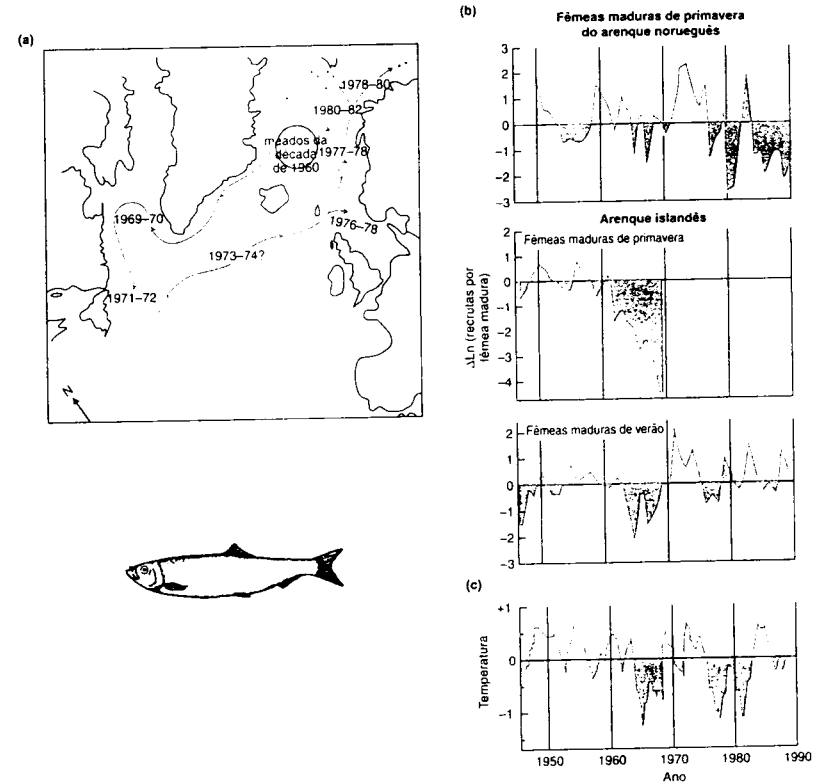 (a)
1978–80
1980–82
meados da
década
de 1960
1977–78
1969–70
1976–78
1973–74?
1971–72
N
(b)
Fêmeas maduras de primavera
do arenque norueguês
3
2
1
0
-1
-2
-3
Arenque islandês
Fêmeas maduras de primavera
2
1
0
-1
-2
-3
-4
ΔLn (recrutas por
fêmea madura)
Fêmeas maduras de verão
2
1
0
-1
-2
-3
(c)
+1
0
-1
Temperatura
1950 1960 1970 1980 1990
Ano